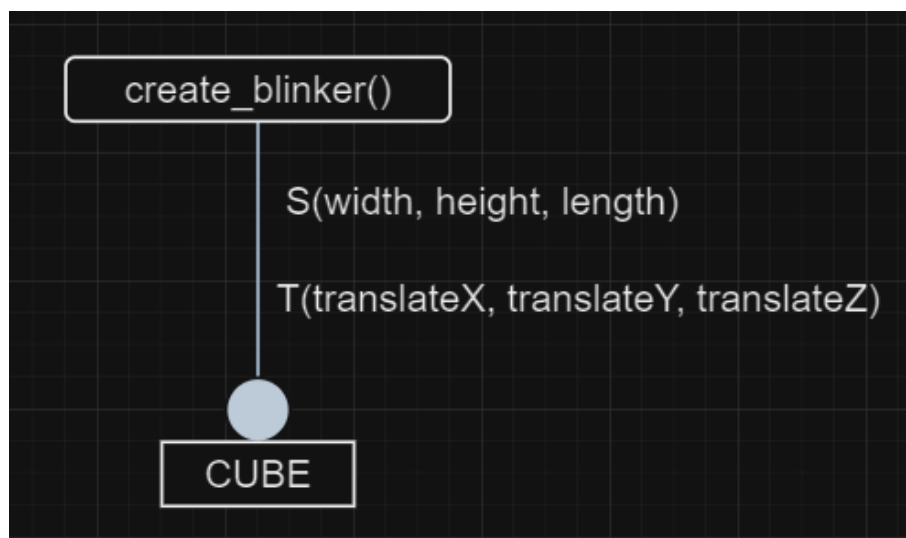 create_blinker()
S(width, height, length)
T(translateX, translateY, translateZ)
CUBE